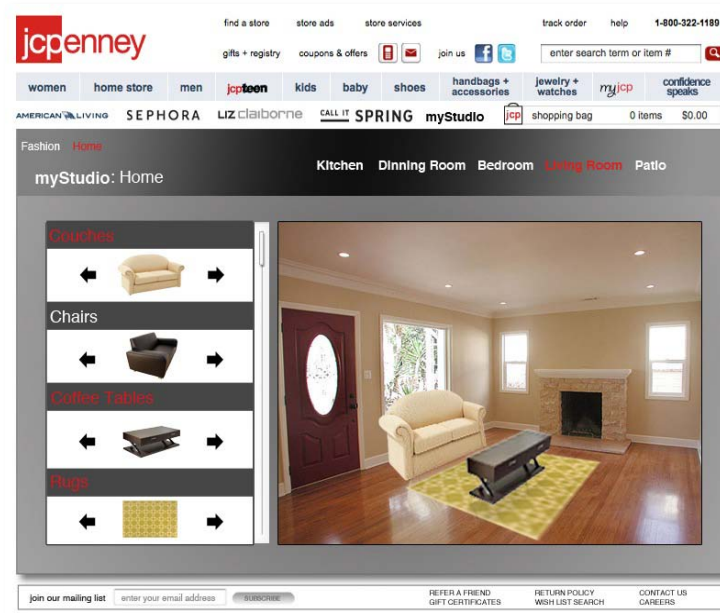 jcpenney
find a store store ads store services track order help 1-800-322-1189
gifts + registry coupons & offers join us enter search term or item #
women home store men jcpteen kids baby shoes handbags + accessories jewelry + watches myjcp confidence speaks
AMERICAN LIVING SEPHORA LIZ claiborne CALL IT SPRING myStudio jcp shopping bag 0 items $0.00
Fashion Home
myStudio: Home
Kitchen Dinning Room Bedroom Living Room Patio
Couches
Chairs
Coffee Tables
Rugs
join our mailing list enter your email address SUBSCRIBE
REFER A FRIEND RETURN POLICY CONTACT US
GIFT CERTIFICATES WISH LIST SEARCH CAREERS